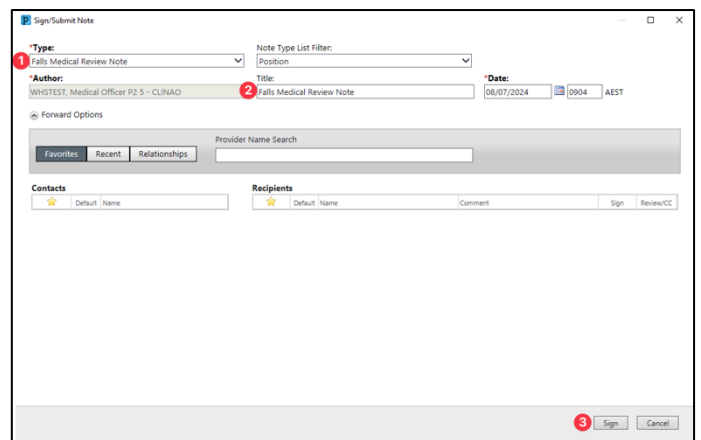 P Sign/Submit Note
*Type: Note Type List Filter:
1 Falls Medical Review Note Position
*Author: Title: *Date:
WHSTEST, Medical Officer P2 5 - CLINAO 2 Falls Medical Review Note 08/07/2024 0904 AEST
Forward Options
Provider Name Search
Favorites Recent Relationships
Contacts Recipients
Default Name Default Name Comment Sign Review/CC
3 Sign Cancel